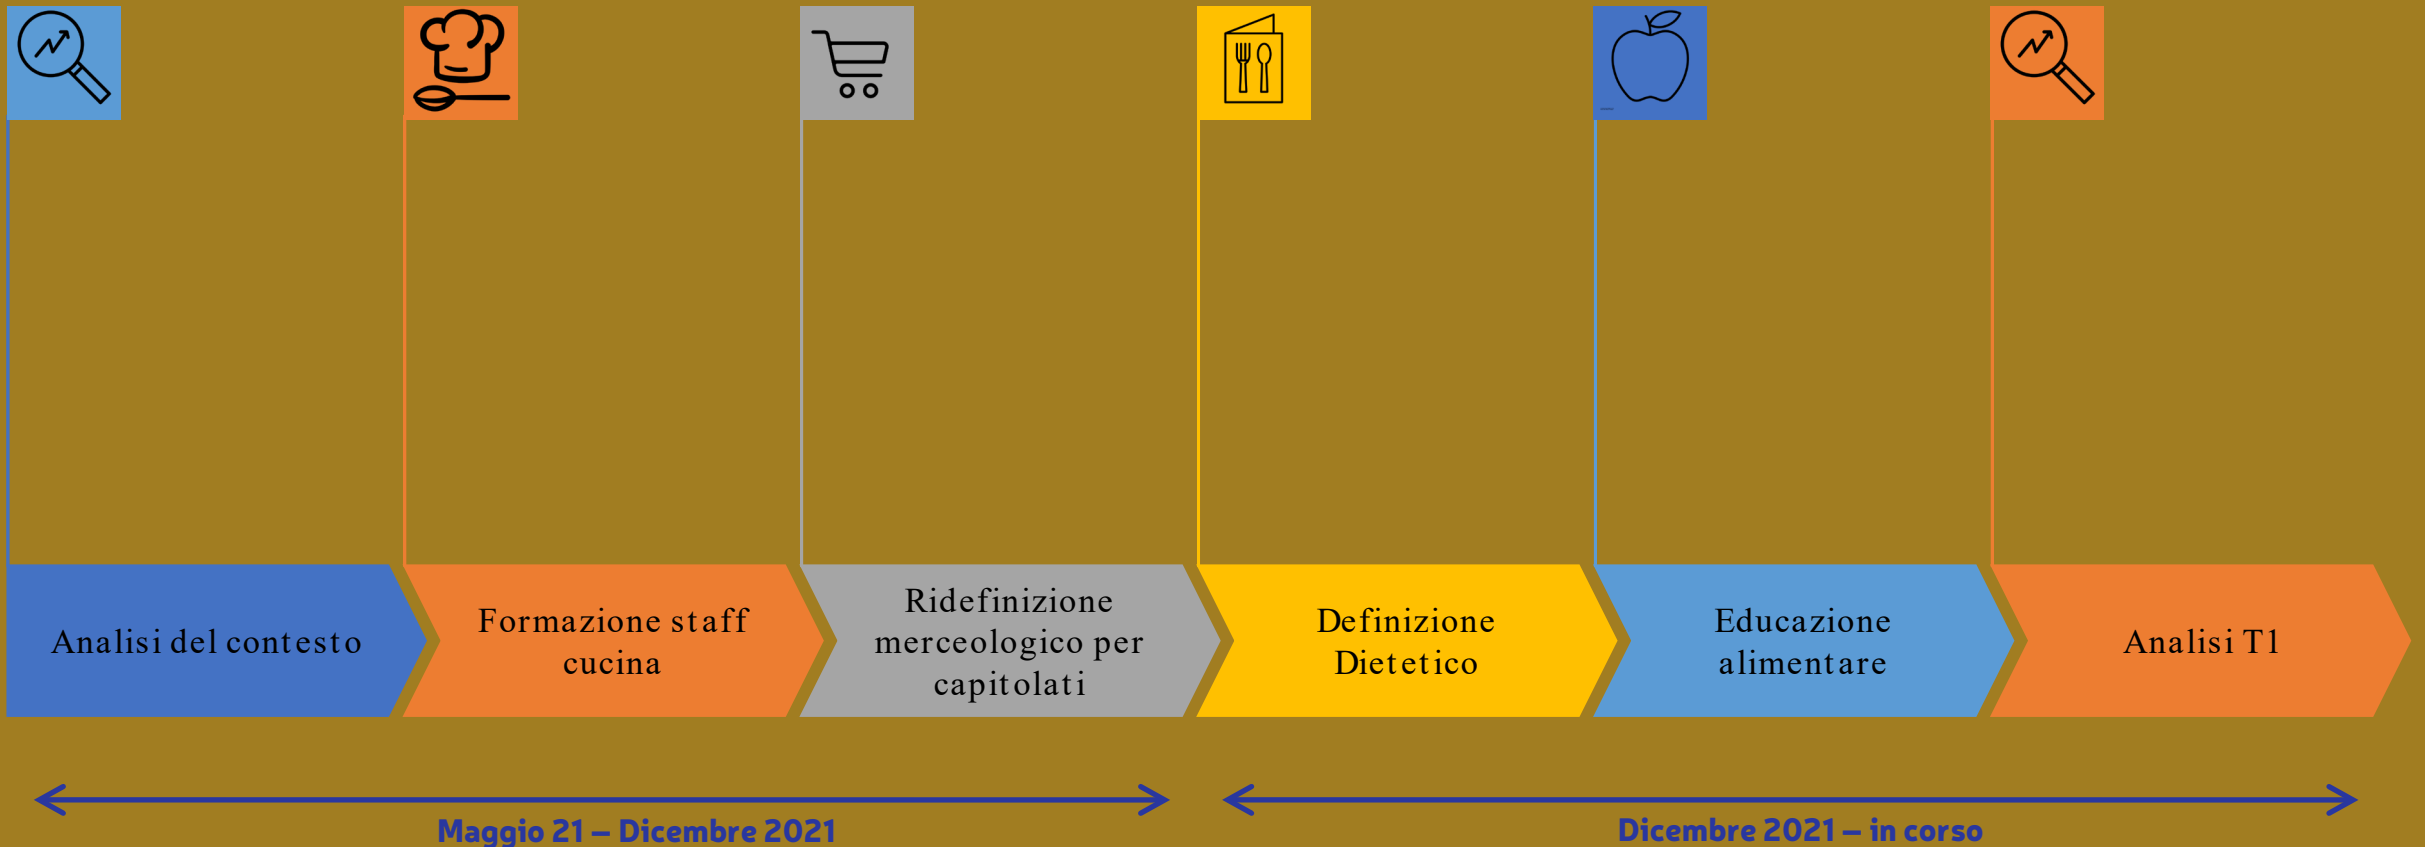 Analisi del contesto
Formazione staff
cucina
Ridefinizione
merceologico per
capitolati
Definizione
Dietetico
Educazione
alimentare
Analisi T1
Maggio 21 – Dicembre 2021
Dicembre 2021 – in corso